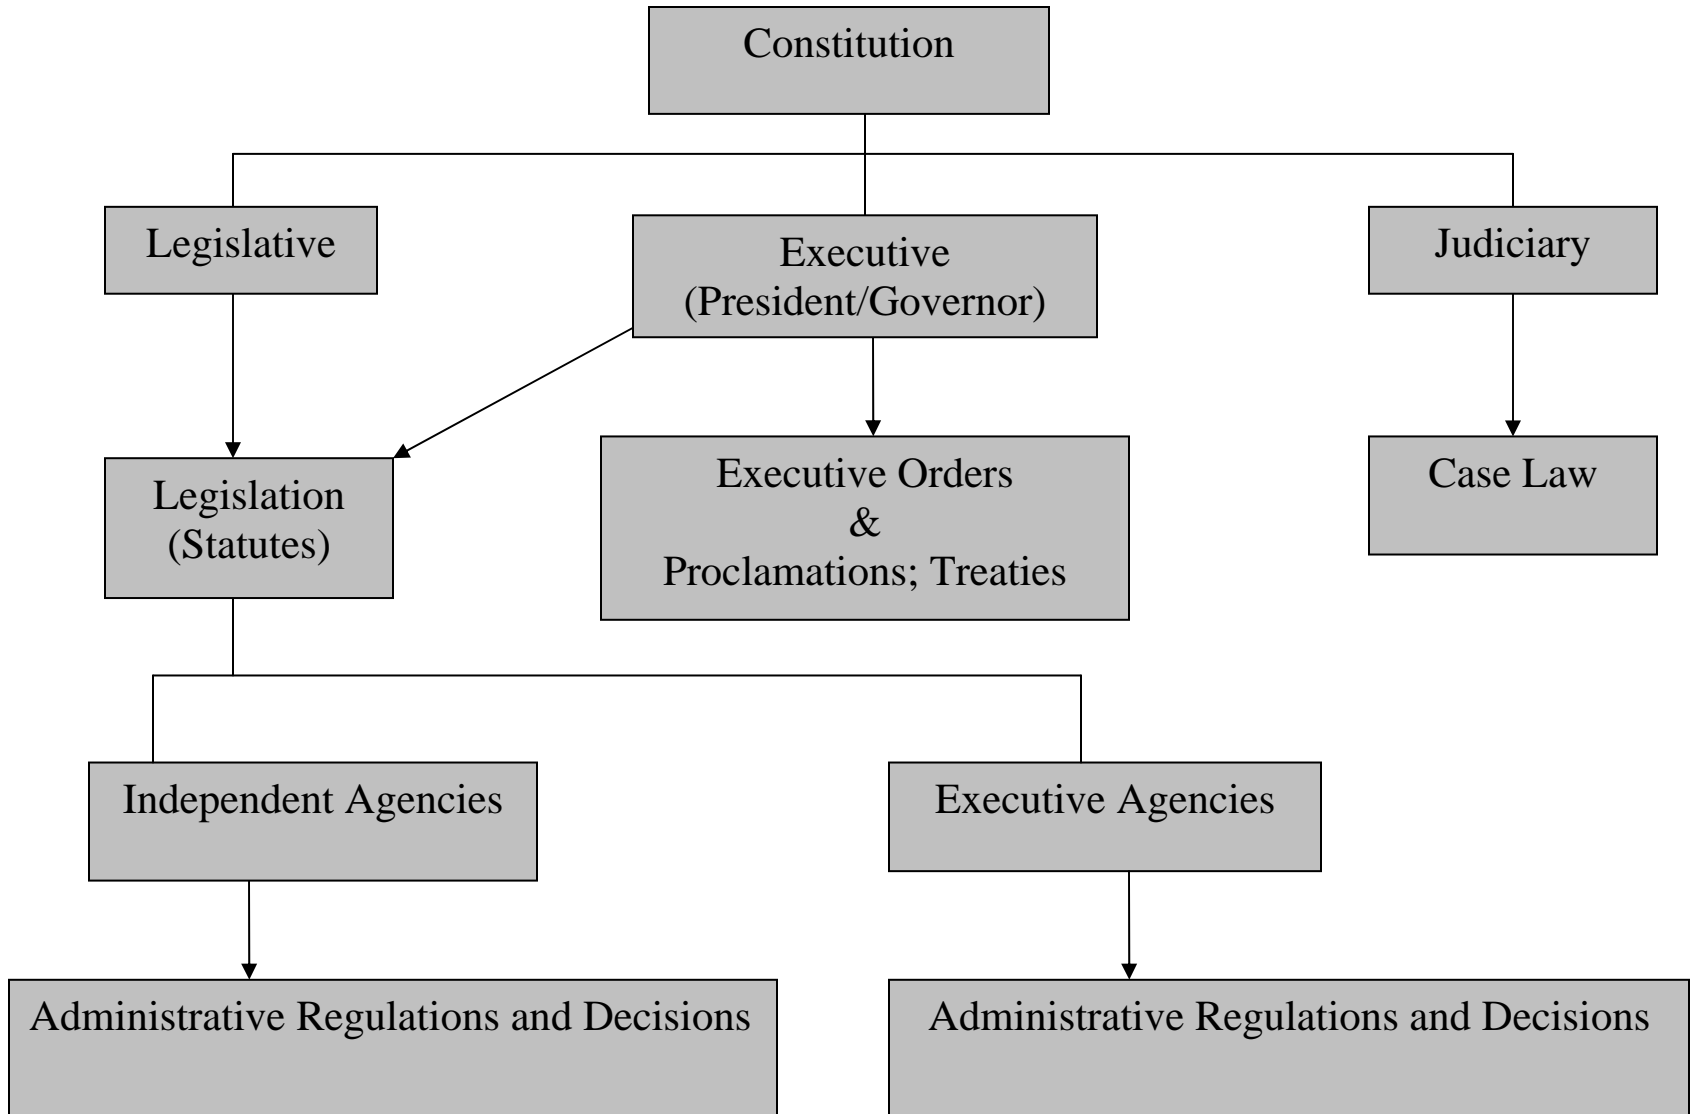 Constitution
Legislative
Executive
(President/Governor)
Judiciary
Legislation
(Statutes)
Executive Orders
&
Proclamations; Treaties
Case Law
Independent Agencies
Executive Agencies
Administrative Regulations and Decisions
Administrative Regulations and Decisions